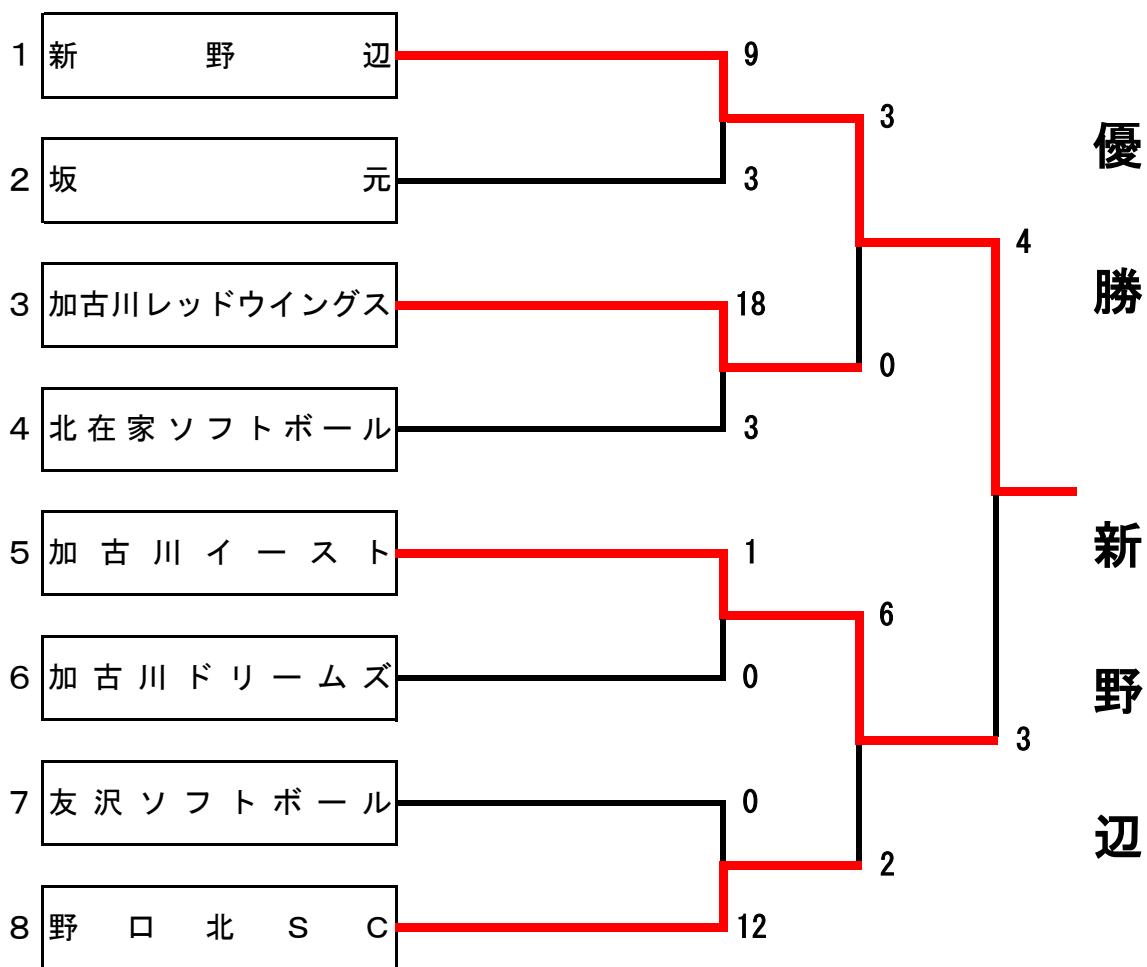 1 新野辺 9
3
2 坂元 3
4
3 加古川レッドウイングス 18
0
4 北在家ソフトボール 3
5 加古川イースト 1
6
6 加古川ドリームズ 0
3
7 友沢ソフトボール 0
2
8 野口北SC 12
優勝 新野辺